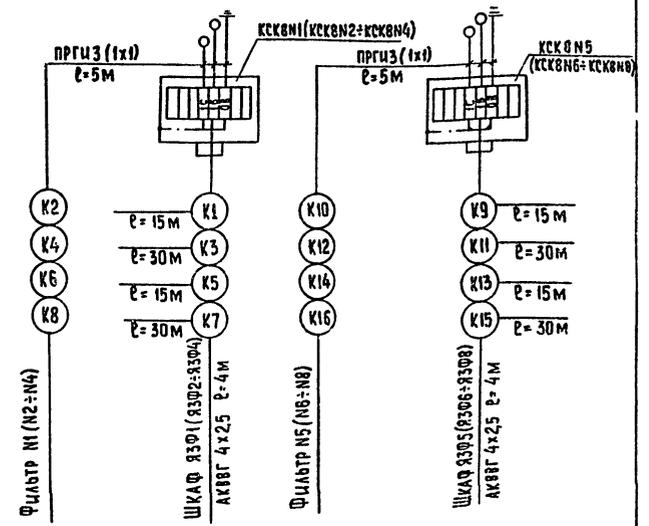 КСК8N1(КСК8N2÷КСК8N4)
ПРГИЗ (1х1)
ℓ=5м
ПРГИЗ (1х1)
ℓ=5м
КСК8N5
(КСК8N6÷КСК8N8)
К2
К4
К6
К8
К1
ℓ= 15м
К3
ℓ=30м
К5
ℓ= 15м
К7
ℓ=30м
К10
К12
К14
К16
К9
ℓ= 15м
К11
ℓ=30м
К13
ℓ=15м
К15
ℓ=30м
Фильтр N1(N2÷N4)
Шкаф ЯЗФ1(ЯЗФ2÷ЯЗФ4)
АКВВГ 4х2,5 ℓ=4м
Фильтр N5(N6÷N8)
Шкаф ЯЗФ5(ЯЗФ6÷ЯЗФ8)
АКВВГ 4х2,5 ℓ=4м